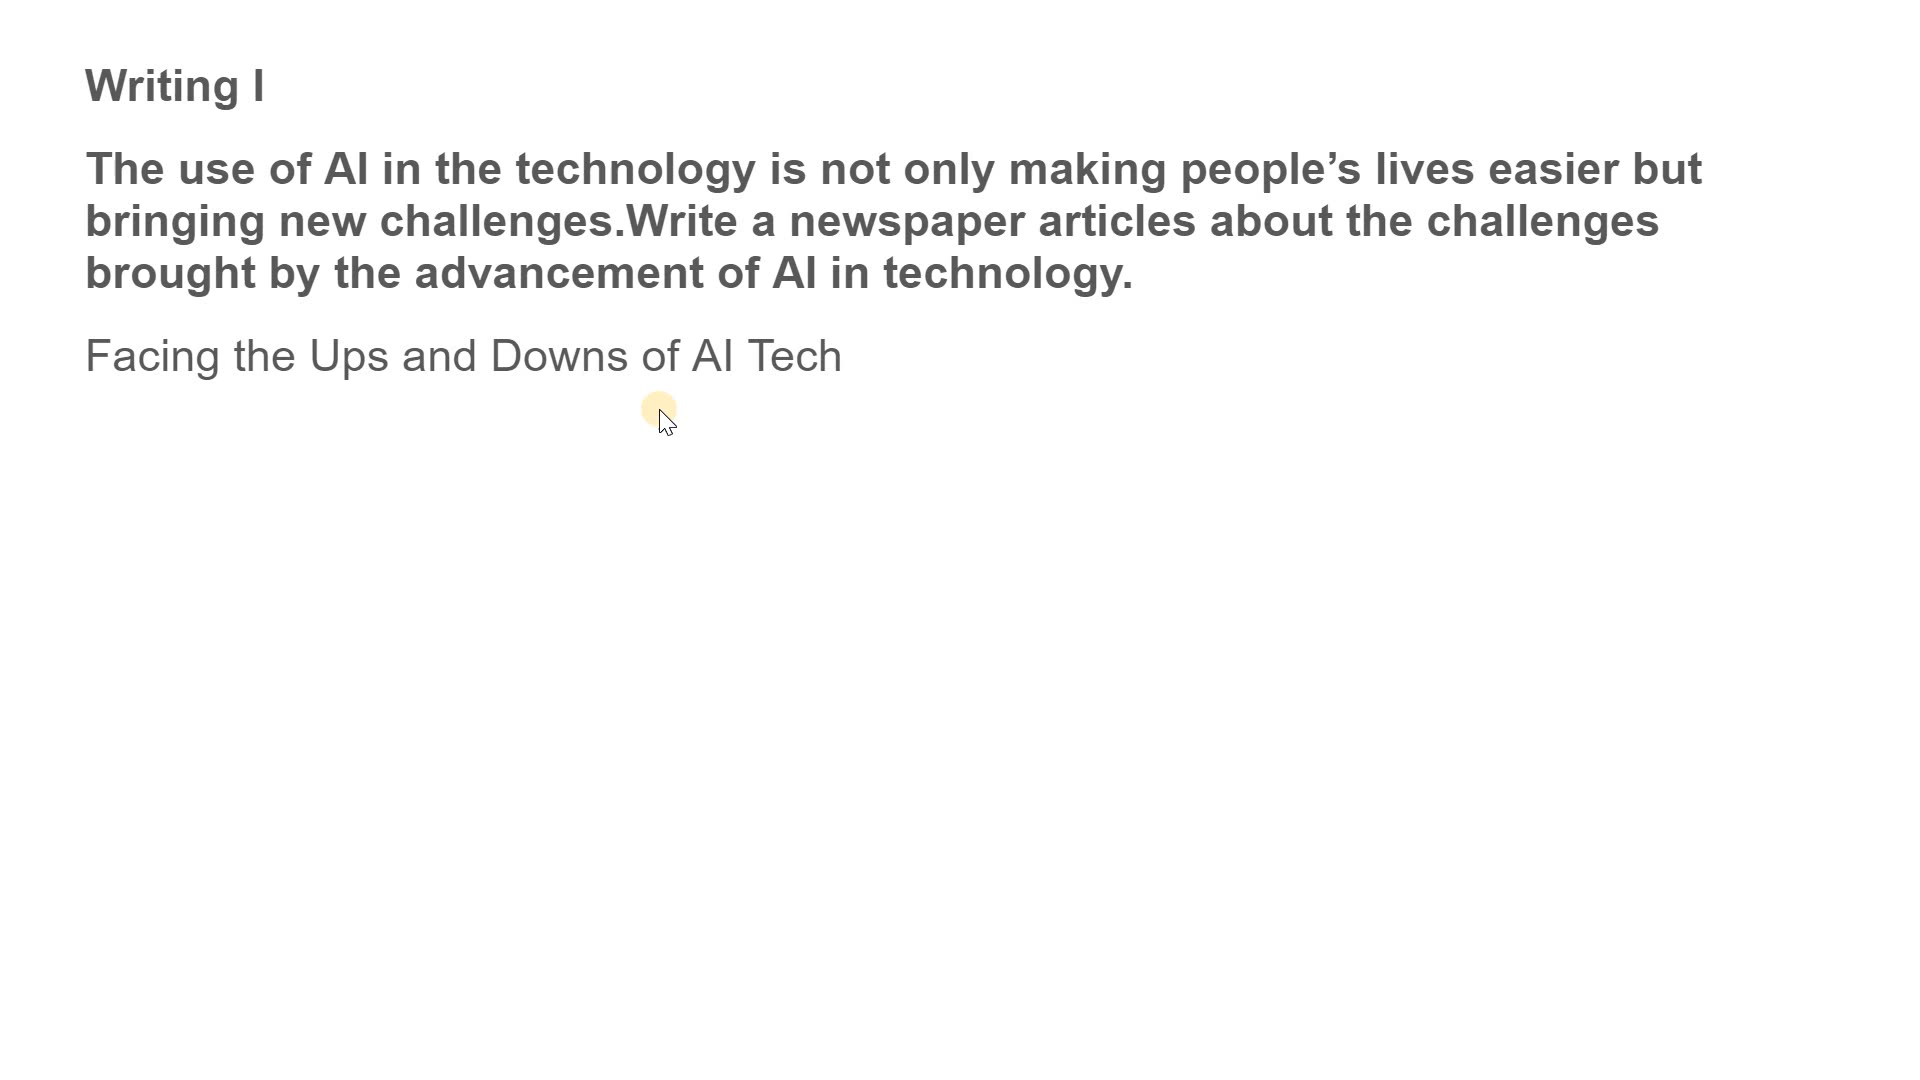 Writing I
The use of AI in the technology is not only making people’s lives easier but
bringing new challenges.Write a newspaper articles about the challenges
brought by the advancement of AI in technology.
Facing the Ups and Downs of AI Tech